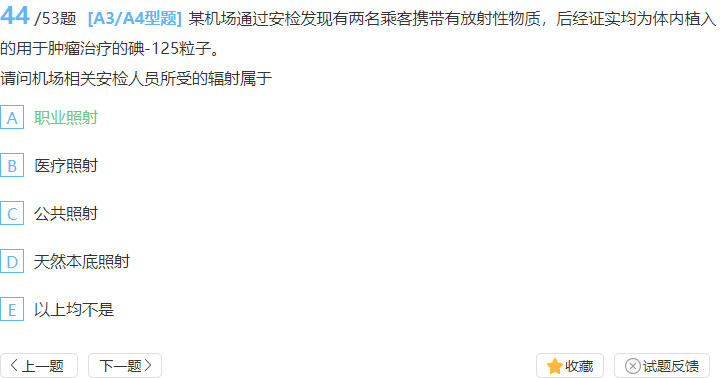 44 /53题 [A3/A4型题] 某机场通过安检发现有两名乘客携带有放射性物质，后经证实均为体内植入
的用于肿瘤治疗的碘-125粒子。
请问机场相关安检人员所受的辐射属于
A 职业照射
B 医疗照射
C 公共照射
D 天然本底照射
E 以上均不是
上一题 下一题 收藏 试题反馈